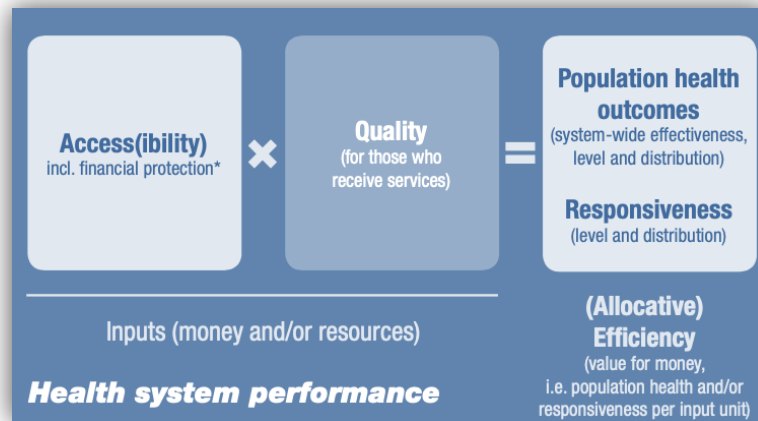 Access(ibility)
incl. financial protection*
×
Quality
(for those who
receive services)
=
Population health
outcomes
(system-wide effectiveness,
level and distribution)
Responsiveness
(level and distribution)
Inputs (money and/or resources)
Health system performance
(Allocative)
Efficiency
(value for money,
i.e. population health and/or
responsiveness per input unit)